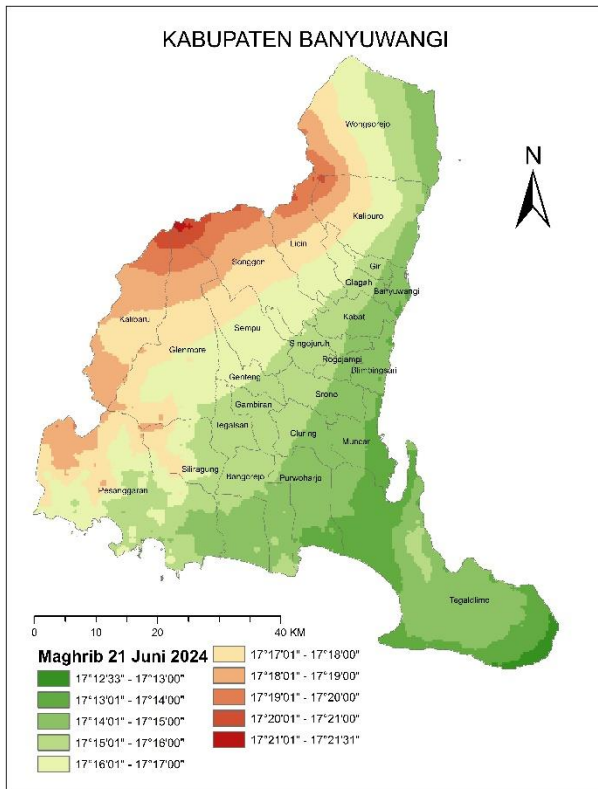 KABUPATEN BANYUWANGI
Wongsorejo
N
Kalipuro
Licin
Songgon
Giri
Glagah
Banyuwangi
Kalibaru
Kabat
Sempu
Glenmore
Singojuruh
Rogojampi
Blimbingsari
Genteng
Srono
Gambiran
Tegalsari
Cluring
Muncar
Siliragung
Bangorejo
Purwoharjo
Pesanggaran
Tegaldlimo
0 10 20 40 KM
Maghrib 21 Juni 2024
17°12'33" - 17°13'00"
17°13'01" - 17°14'00"
17°14'01" - 17°15'00"
17°15'01" - 17°16'00"
17°16'01" - 17°17'00"
17°17'01" - 17°18'00"
17°18'01" - 17°19'00"
17°19'01" - 17°20'00"
17°20'01" - 17°21'00"
17°21'01" - 17°21'31"